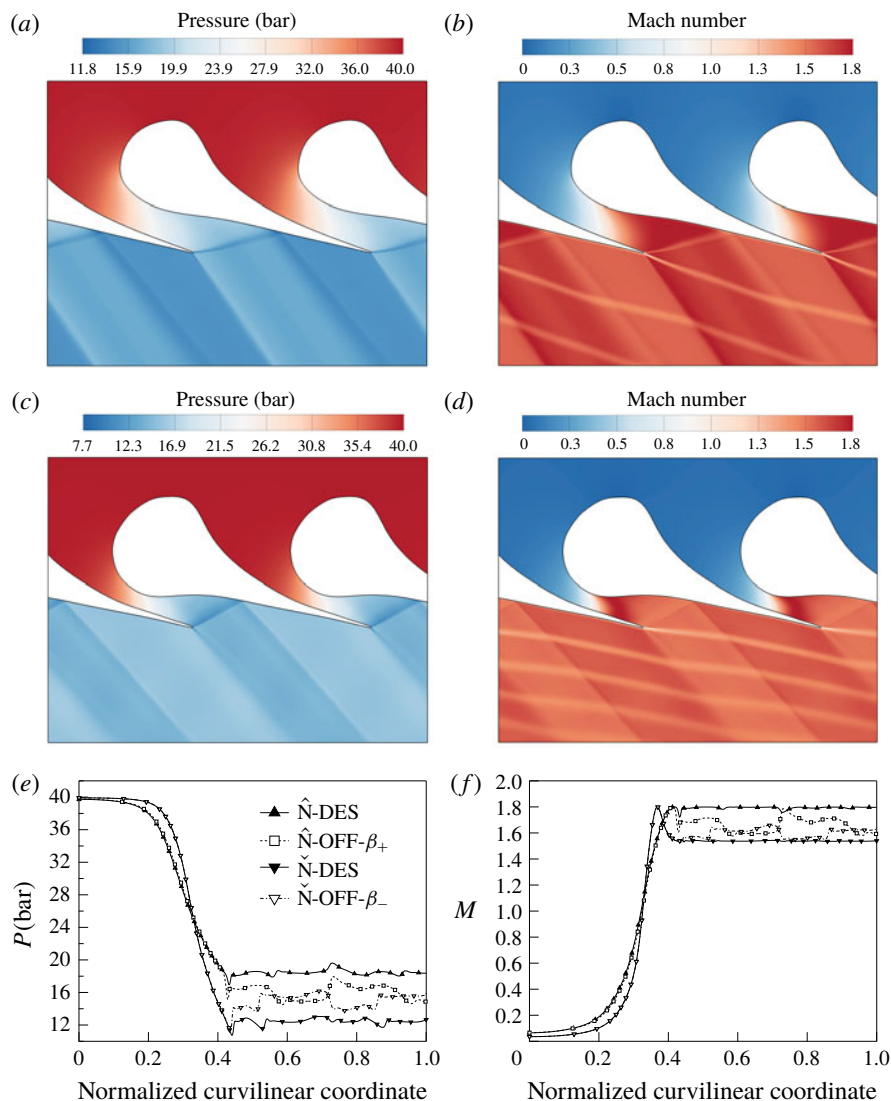 (a) Pressure (bar)
11.8 15.9 19.9 23.9 27.9 32.0 36.0 40.0
(b) Mach number
0 0.3 0.5 0.8 1.0 1.3 1.5 1.8
(c) Pressure (bar)
7.7 12.3 16.9 21.5 26.2 30.8 35.4 40.0
(d) Mach number
0 0.3 0.5 0.8 1.0 1.3 1.5 1.8
(e)
P(bar)
40
36
32
28
24
20
16
12
N̂-DES
N̂-OFF-β+
Ň-DES
Ň-OFF-β−
0 0.2 0.4 0.6 0.8 1.0
Normalized curvilinear coordinate
(f)
M
2.0
1.8
1.6
1.4
1.2
1.0
0.8
0.6
0.4
0.2
0 0.2 0.4 0.6 0.8 1.0
Normalized curvilinear coordinate